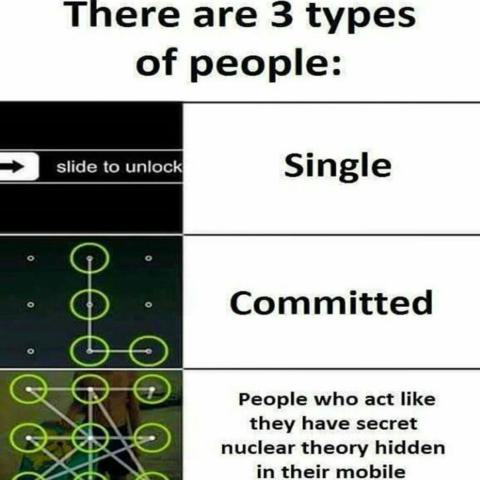 There are 3 types
of people:
slide to unlock
Single
Committed
People who act like
they have secret
nuclear theory hidden
in their mobile